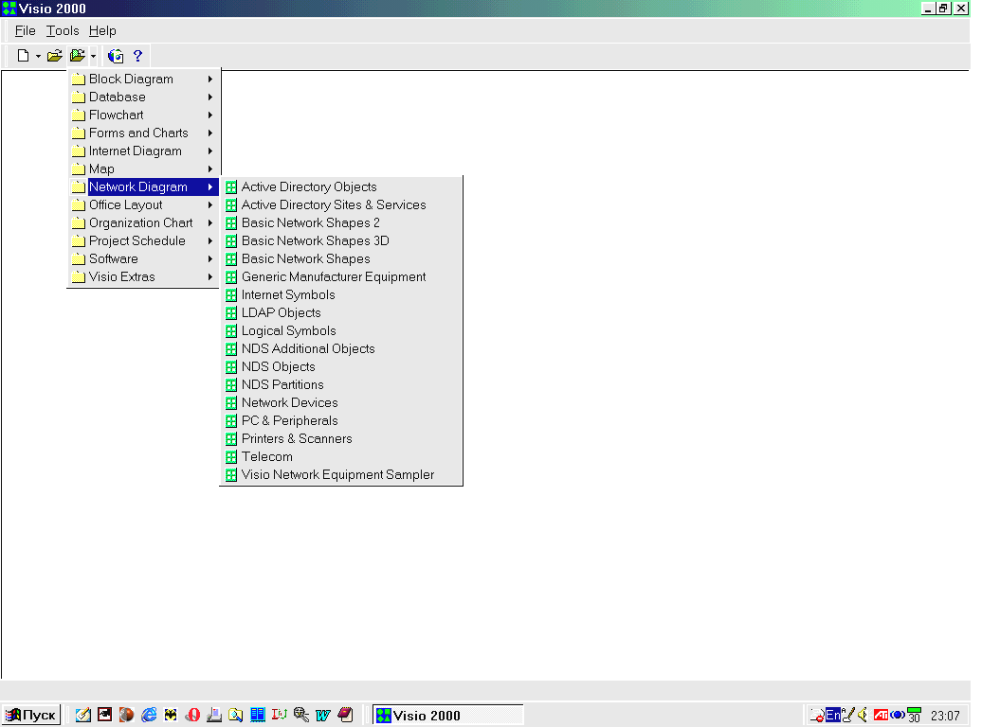 Visio 2000
File Tools Help
?
Block Diagram
Database
Flowchart
Forms and Charts
Internet Diagram
Map
Network Diagram
Office Layout
Organization Chart
Project Schedule
Software
Visio Extras
Active Directory Objects
Active Directory Sites & Services
Basic Network Shapes 2
Basic Network Shapes 3D
Basic Network Shapes
Generic Manufacturer Equipment
Internet Symbols
LDAP Objects
Logical Symbols
NDS Additional Objects
NDS Objects
NDS Partitions
Network Devices
PC & Peripherals
Printers & Scanners
Telecom
Visio Network Equipment Sampler
Пуск
Visio 2000
En
30
23:07